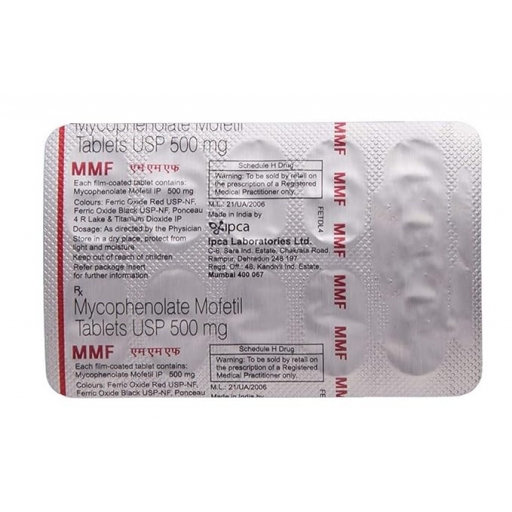 Mycophenolate Mofetil
Tablets USP 500 mg
MMF एम एम एफ
Each film-coated tablet contains:
Mycophenolate Mofetil IP 500 mg
Colours: Ferric Oxide Red USP-NF,
Ferric Oxide Black USP-NF, Ponceau
4 R Lake & Titanium Dioxide IP
Dosage: As directed by the Physician
Store in a dry place, protect from
light and moisture
Keep out of reach of children
Refer package insert
for further information
Schedule H Drug
Warning: To be sold by retail on
the prescription of a Registered
Medical Practitioner only.
M.L.: 21/UA/2006
Made in India by
ipca
Ipca Laboratories Ltd.
C-6, Sara Ind. Estate, Chakrata Road,
Rampur, Dehradun 248 197
Regd. Off.: 48, Kandivli Ind. Estate,
Mumbai 400 067
FETDL4
MMF
MMF
MMF
MMF
MMF
MMF
℞
Mycophenolate Mofetil
Tablets USP 500 mg
MMF एम एम एफ
Each film-coated tablet contains:
Mycophenolate Mofetil IP 500 mg
Colours: Ferric Oxide Red USP-NF,
Ferric Oxide Black USP-NF, Ponceau
Schedule H Drug
Warning: To be sold by retail on
the prescription of a Registered
Medical Practitioner only.
M.L.: 21/UA/2006
Made in India by